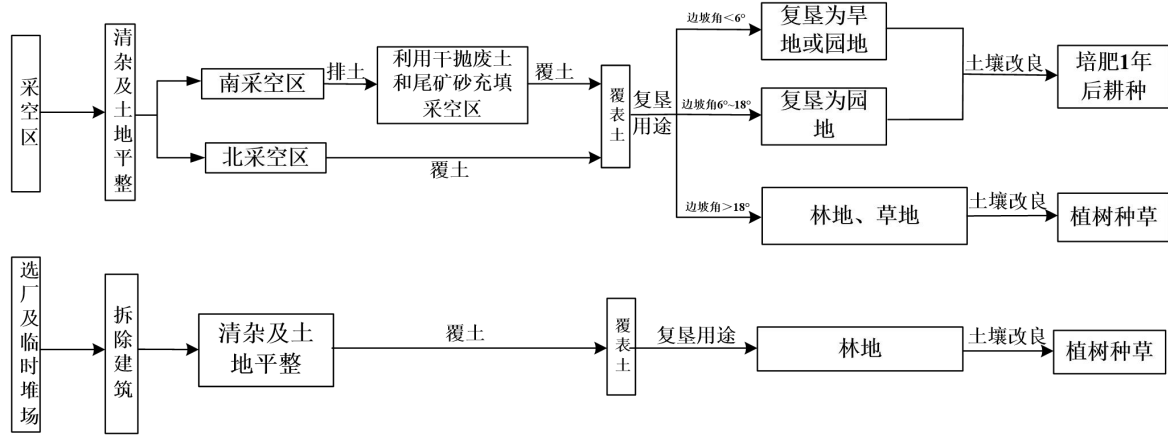 采空区
清杂及土地平整
南采空区
排土
利用干抛废土
和尾矿砂充填
采空区
覆土
北采空区
覆土
覆表土
复垦
用途
边坡角<6°
复垦为旱
地或园地
边坡角6°~18°
复垦为园
地
土壤改良
培肥1年
后耕种
边坡角>18°
林地、草地
土壤改良
植树种草
选厂及临时堆场
拆除建筑
清杂及土
地平整
覆土
覆表土
复垦用途
林地
土壤改良
植树种草